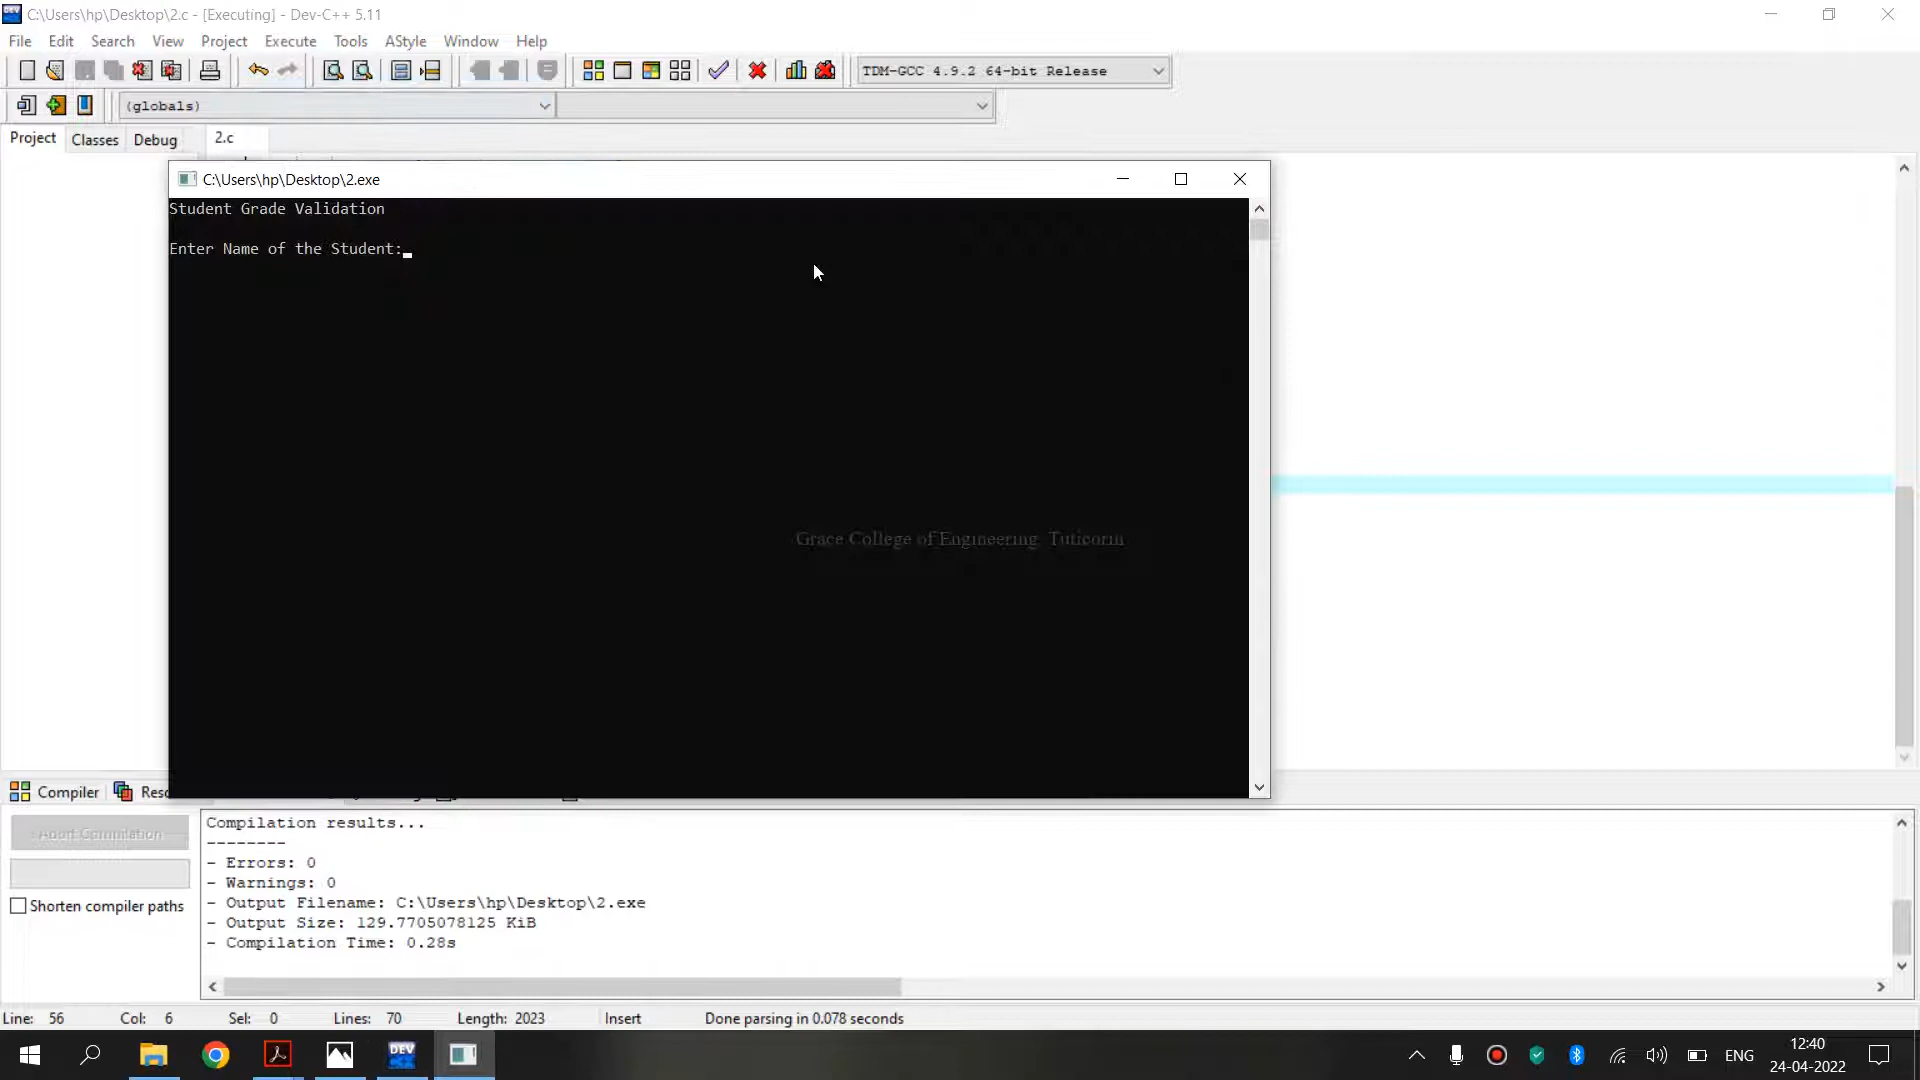 C:\Users\hp\Desktop\2.c - [Executing] - Dev-C++ 5.11
File Edit Search View Project Execute Tools AStyle Window Help
TDM-GCC 4.9.2 64-bit Release
(globals)
Project Classes Debug 2.c
C:\Users\hp\Desktop\2.exe
Student Grade Validation
Enter Name of the Student:
Grace College of Engineering Tuticorin
Compiler
Compilation results...
--------
Abort Compilation
- Errors: 0
- Warnings: 0
Shorten compiler paths
- Output Filename: C:\Users\hp\Desktop\2.exe
- Output Size: 129.7705078125 KiB
- Compilation Time: 0.28s
Line: 56 Col: 6 Sel: 0 Lines: 70 Length: 2023 Insert Done parsing in 0.078 seconds
DEV
ENG
12:40
24-04-2022